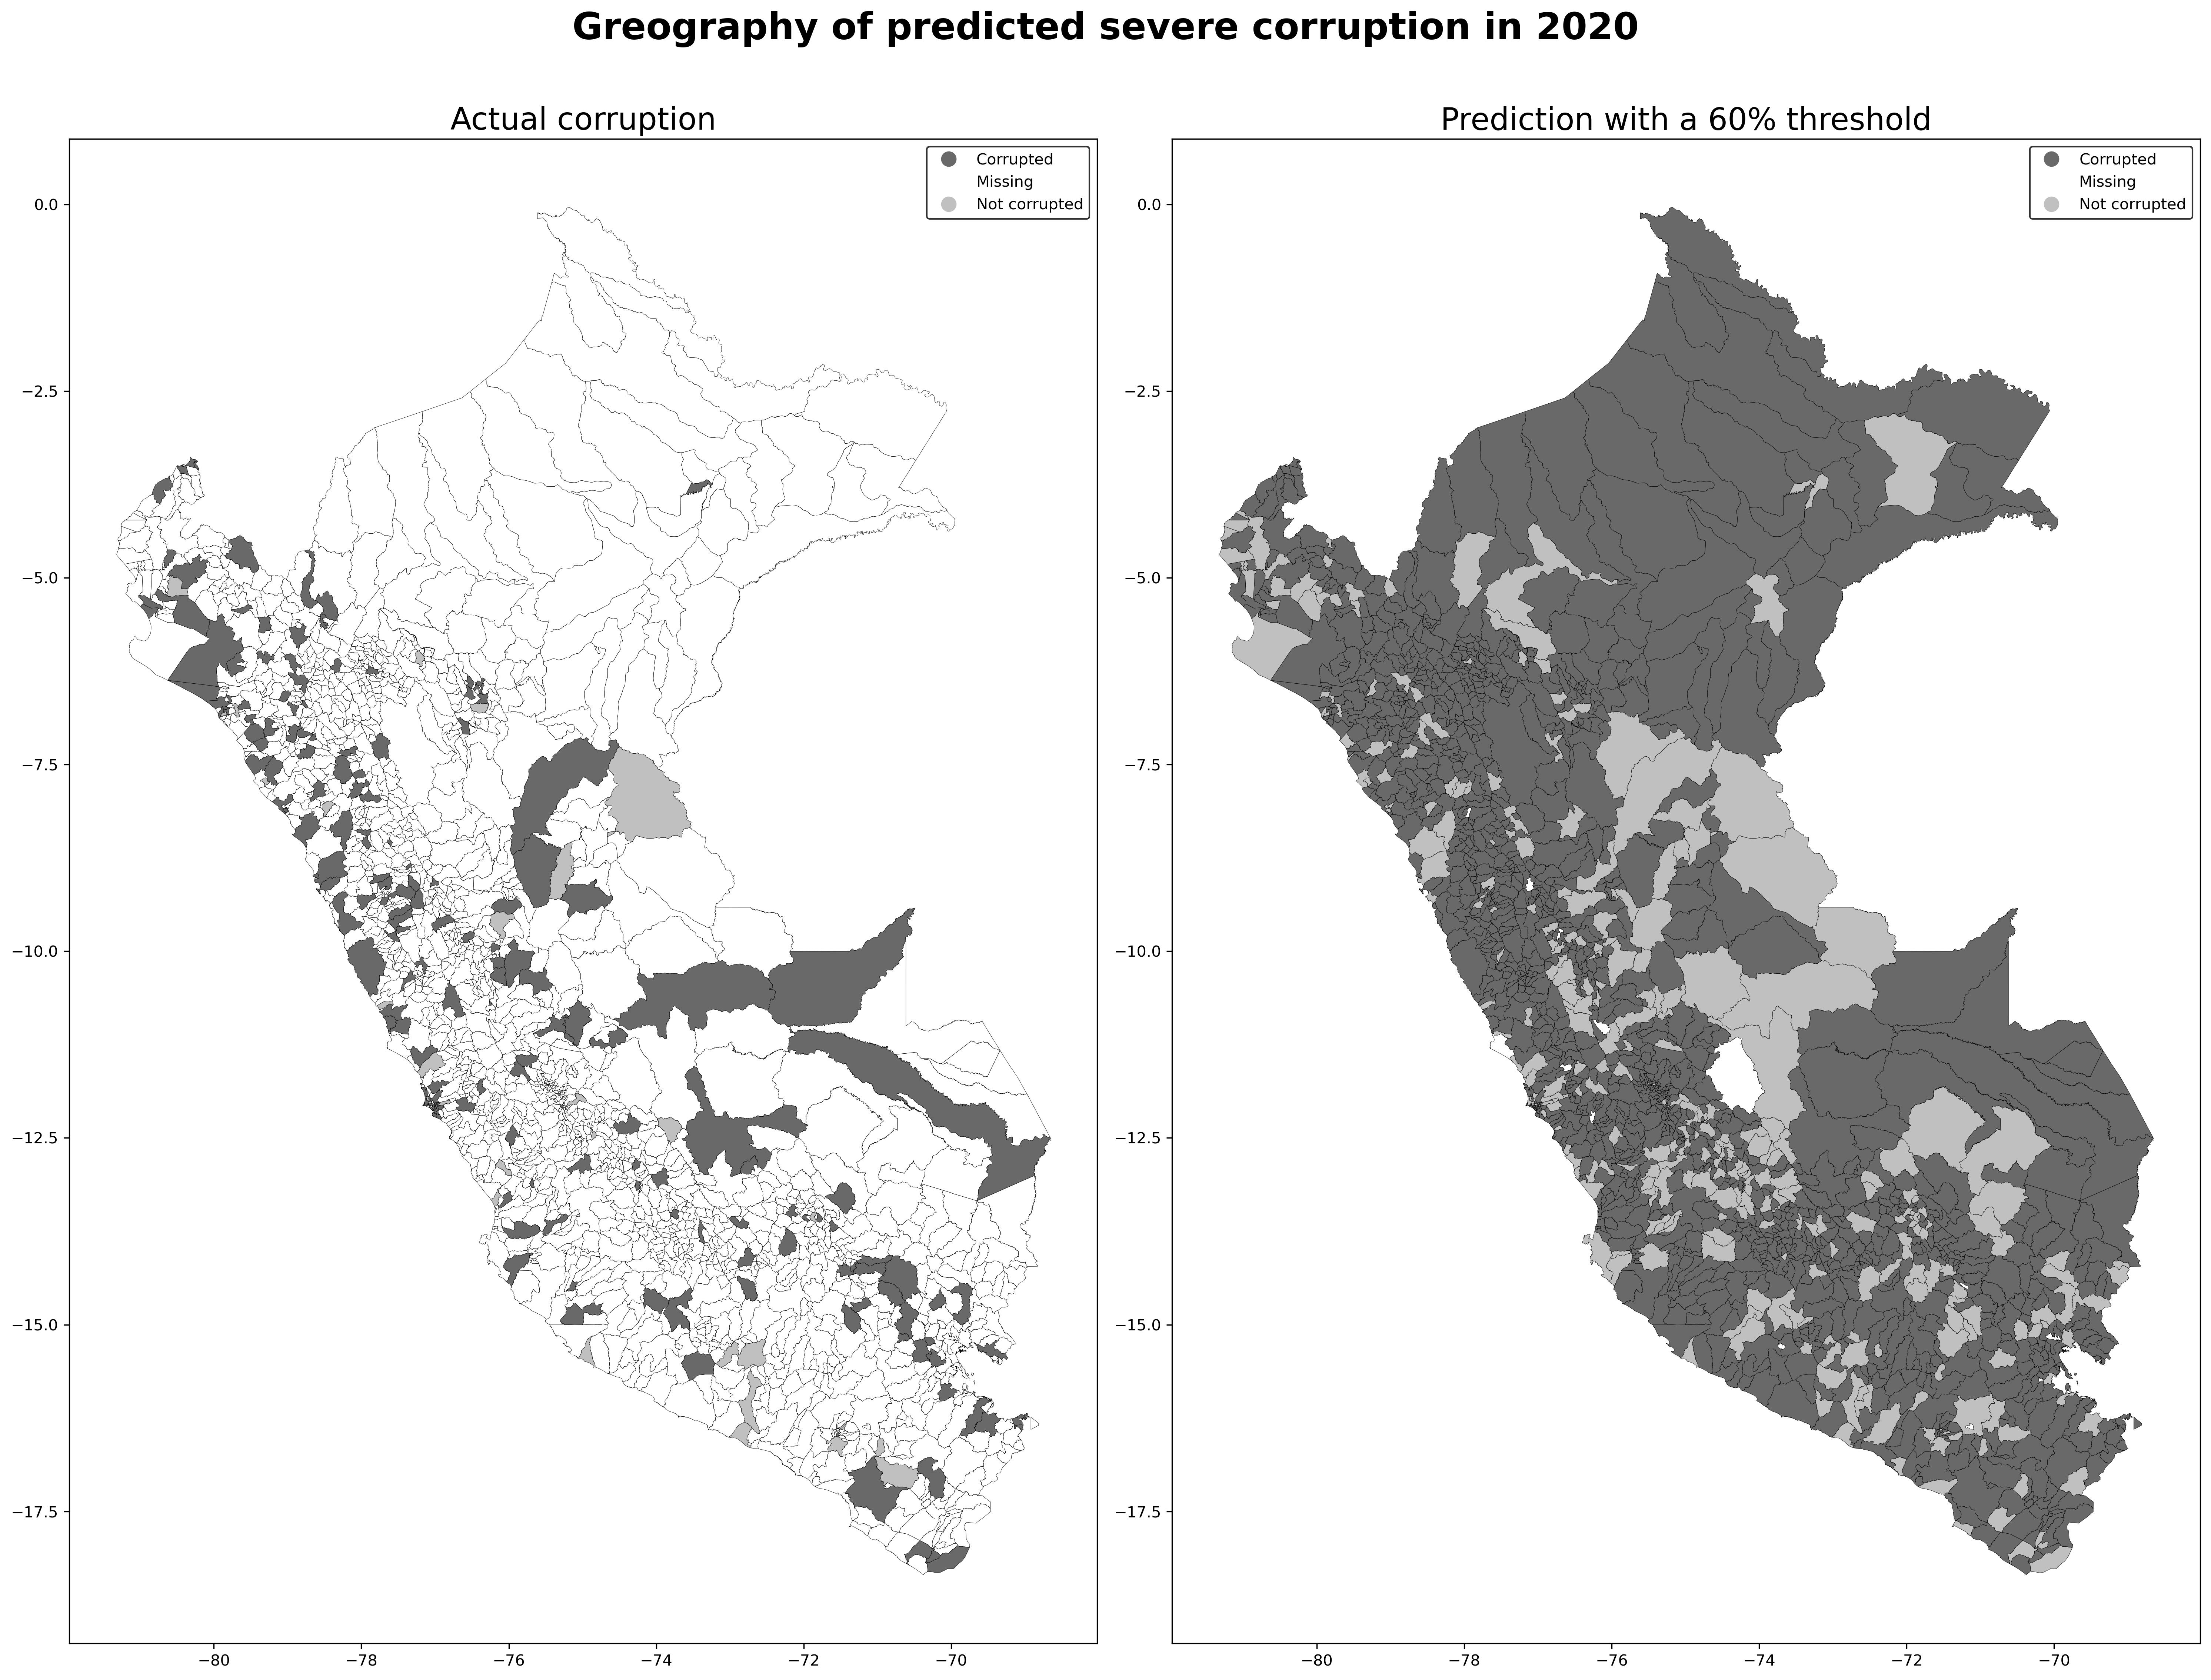 Greography of predicted severe corruption in 2020
Actual corruption
Corrupted
Missing
Not corrupted
0.0
−2.5
−5.0
−7.5
−10.0
−12.5
−15.0
−17.5
−80 −78 −76 −74 −72 −70
Prediction with a 60% threshold
Corrupted
Missing
Not corrupted
0.0
−2.5
−5.0
−7.5
−10.0
−12.5
−15.0
−17.5
−80 −78 −76 −74 −72 −70